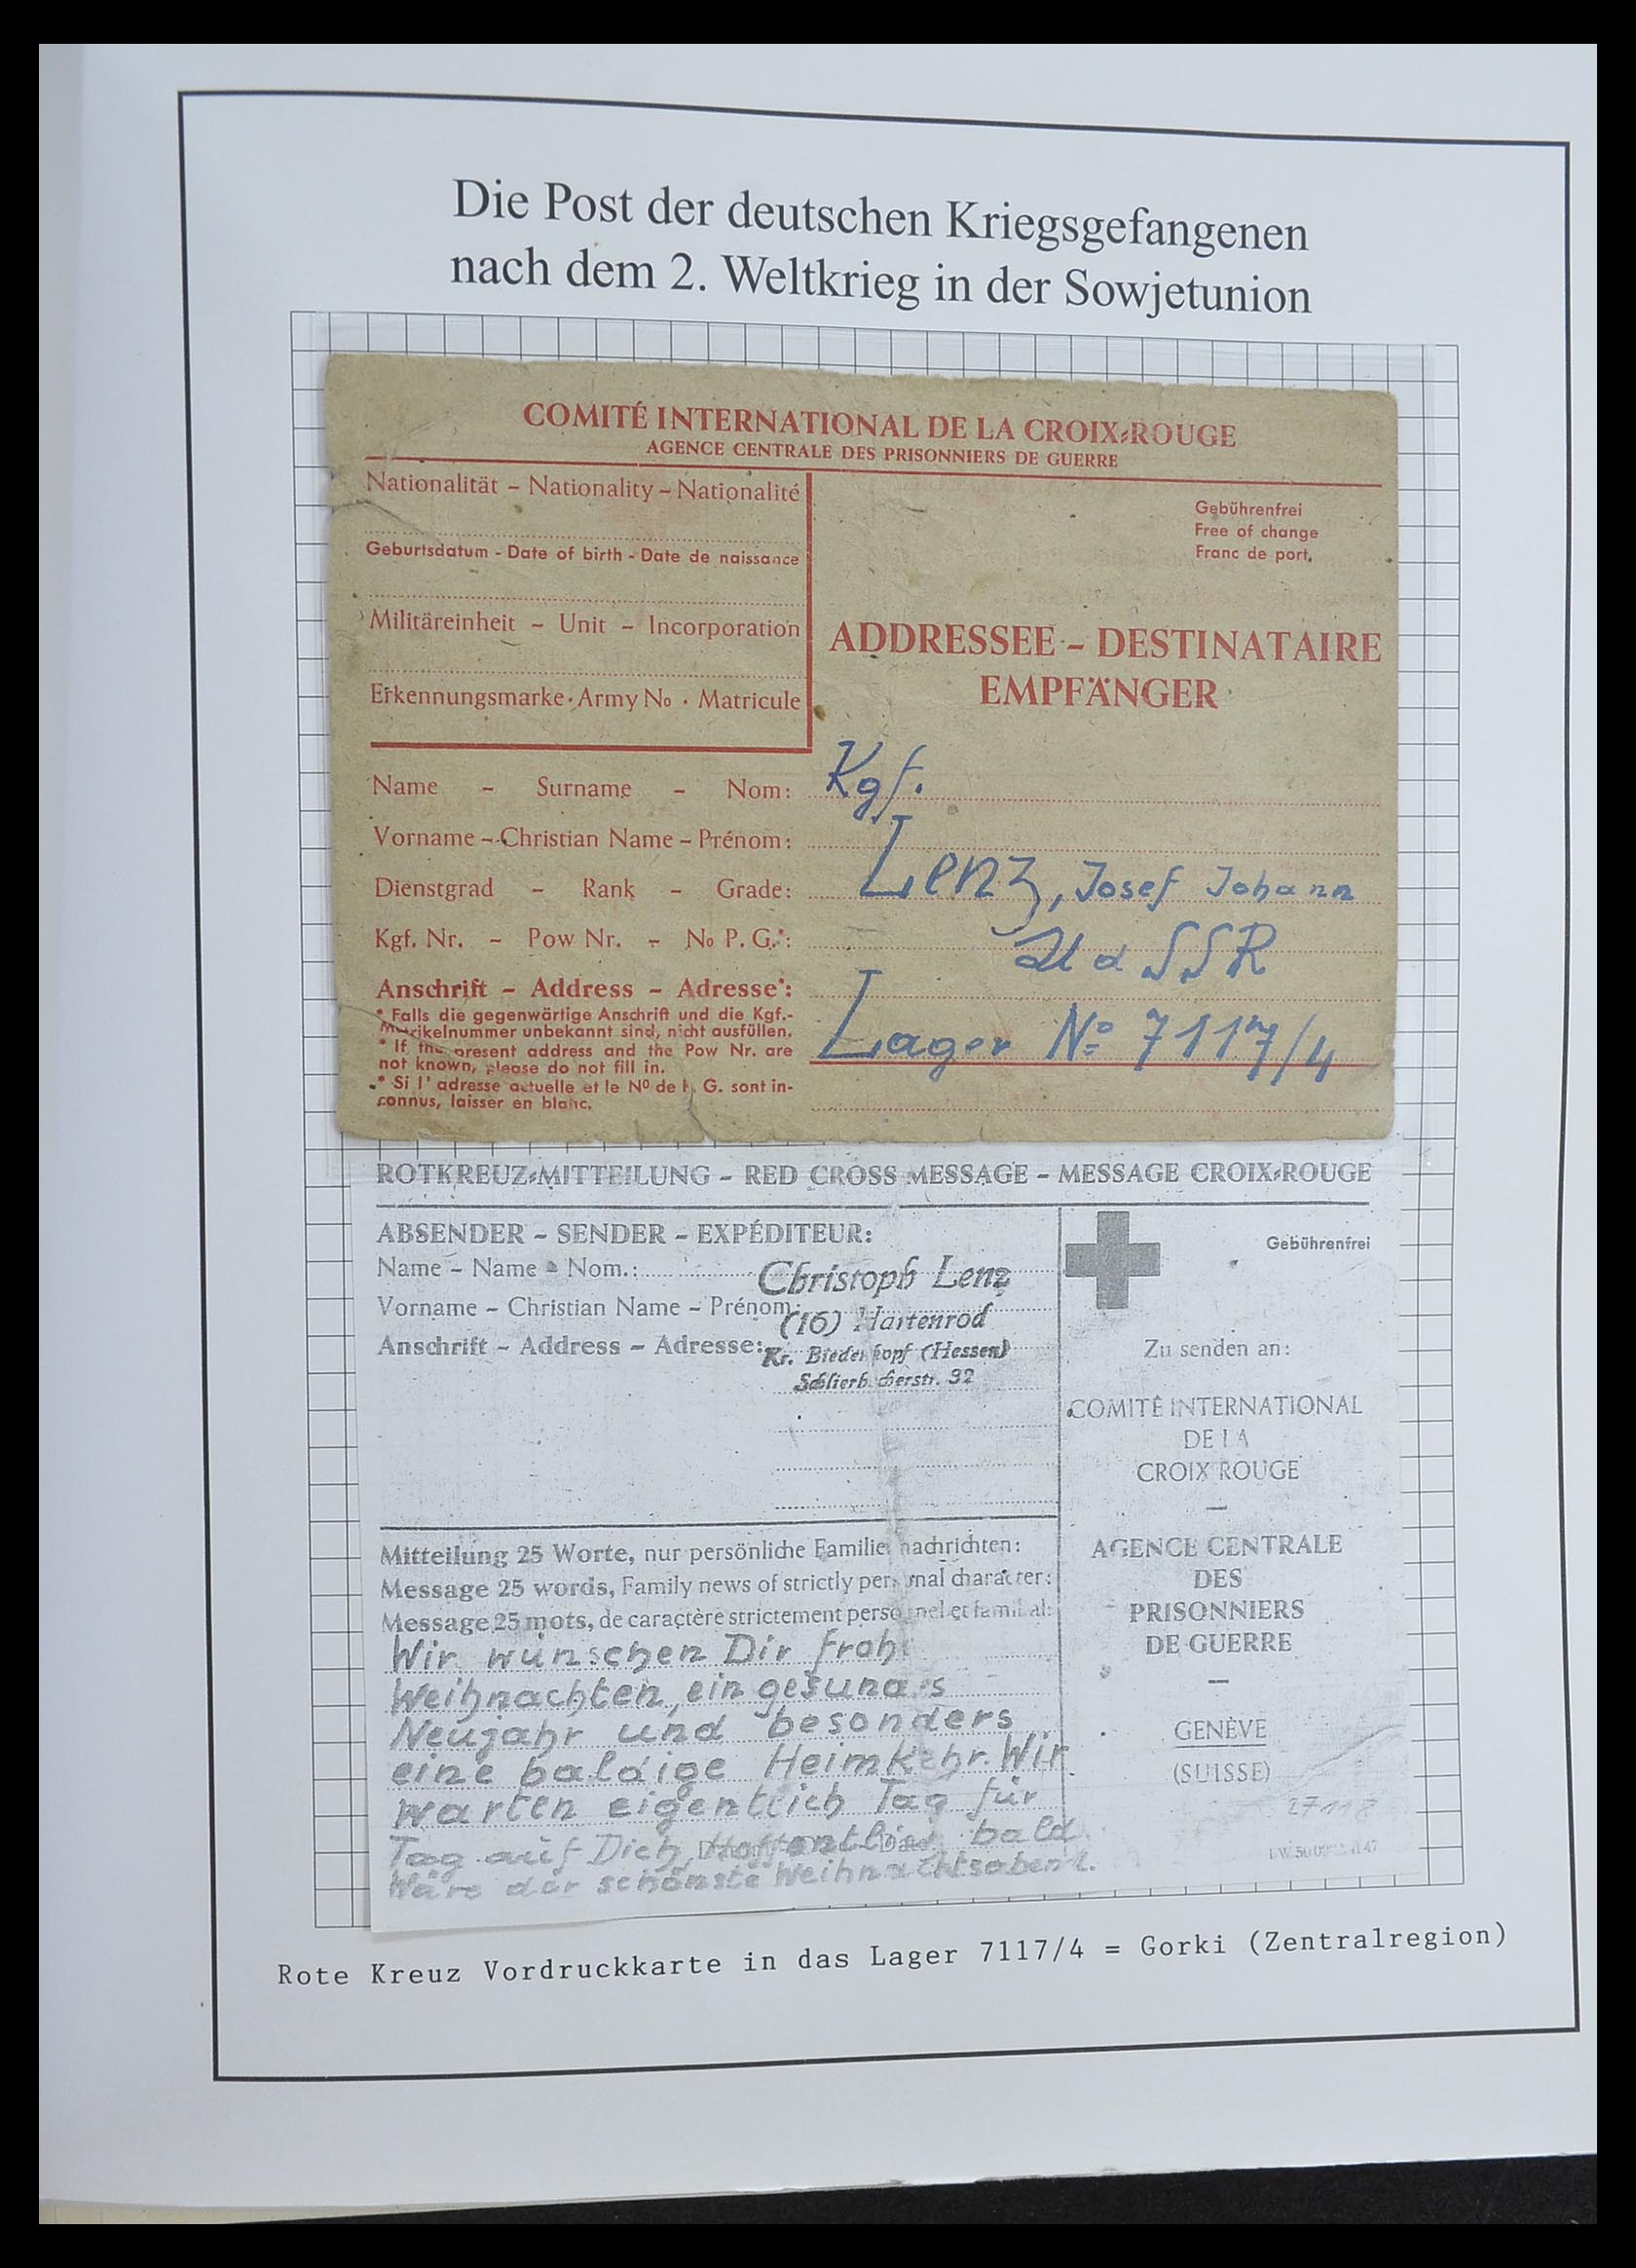 Die Post der deutschen Kriegsgefangenen
nach dem 2. Weltkrieg in der Sowjetunion
COMITÉ INTERNATIONAL DE LA CROIX-ROUGE
AGENCE CENTRALE DES PRISONNIERS DE GUERRE
Nationalität – Nationality – Nationalité
Geburtsdatum - Date of birth - Date de naissance
Militäreinheit – Unit – Incorporation
Erkennungsmarke · Army No · Matricule
Gebührenfrei
Free of change
Franc de port.
ADDRESSEE – DESTINATAIRE
EMPFÄNGER
Name – Surname – Nom: Kgf.
Vorname – Christian Name – Prénom:
Dienstgrad – Rank – Grade: Lenz, Josef Johann
Kgf. Nr. – Pow Nr. – No P. G.*: UdSSR
Anschrift – Address – Adresse*:
Lager No 7117/4
* Falls die gegenwärtige Anschrift und die Kgf.-
Matrikelnummer unbekannt sind, nicht ausfüllen.
* If the present address and the Pow Nr. are
not known, please do not fill in.
* Si l' adresse actuelle et le No de P. G. sont in-
connus, laisser en blanc.
ROTKREUZ-MITTEILUNG – RED CROSS MESSAGE – MESSAGE CROIX-ROUGE
ABSENDER – SENDER – EXPÉDITEUR:
Name – Name – Nom.: Christoph Lenz
Vorname – Christian Name – Prénom:
(16) Hartenrod
Anschrift – Address – Adresse: Kr. Biedenkopf (Hessen)
Schlierbacherstr. 32
Gebührenfrei
Zu senden an:
COMITÉ INTERNATIONAL
DE LA
CROIX ROUGE
—
AGENCE CENTRALE
DES
PRISONNIERS
DE GUERRE
—
GENÈVE
(SUISSE)
27118
Mitteilung 25 Worte, nur persönliche Familiennachrichten:
Message 25 words, Family news of strictly personal character:
Message 25 mots, de caractère strictement personnel et familial:
Wir wünschen Dir frohe
Weihnachten, ein gesundes
Neujahr und besonders
eine baldige Heimkehr. Wir
warten eigentlich Tag für
Tag auf Dich, Hoffentlich bald.
Wäre der schönste Weihnachtsabend.
Rote Kreuz Vordruckkarte in das Lager 7117/4 = Gorki (Zentralregion)